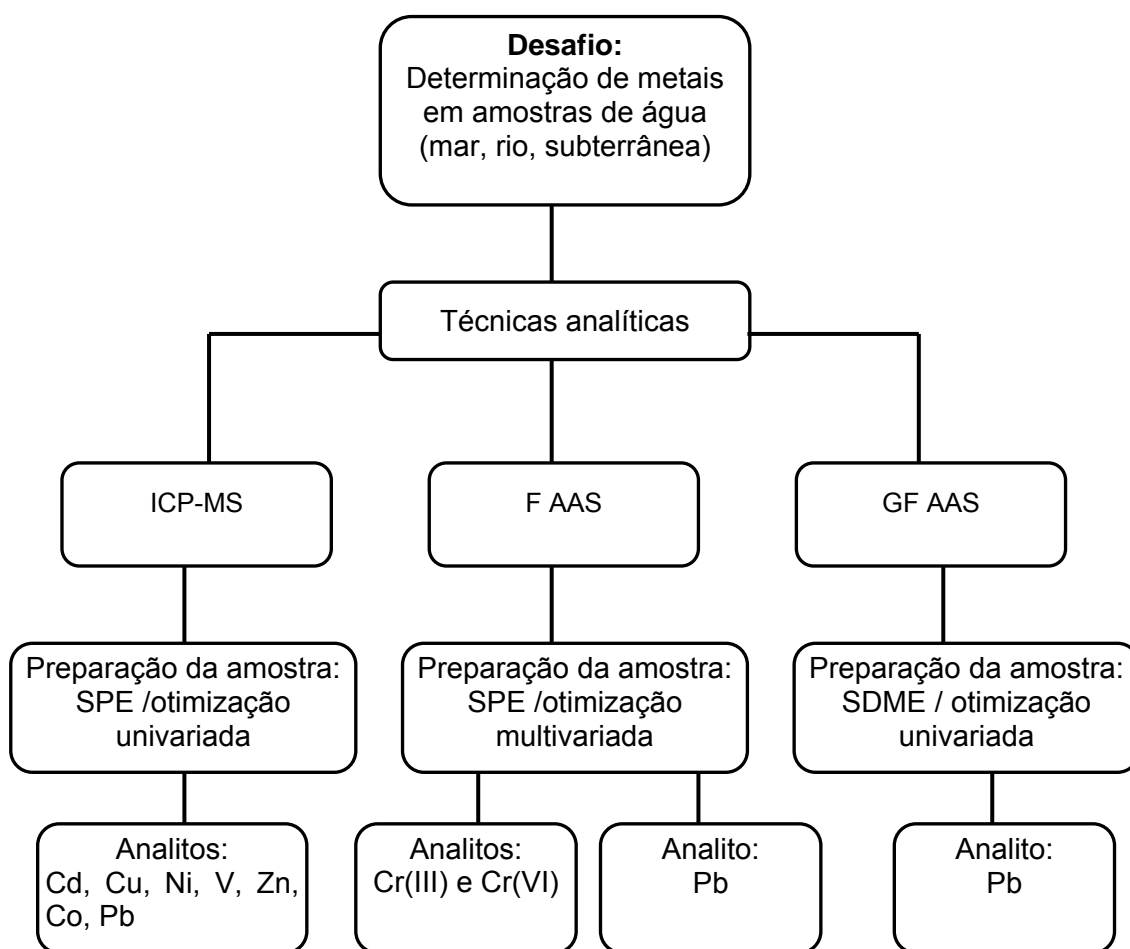 Desafio:
Determinação de metais
em amostras de água
(mar, rio, subterrânea)
Técnicas analíticas
ICP-MS
F AAS
GF AAS
Preparação da amostra:
SPE /otimização
univariada
Preparação da amostra:
SPE /otimização
multivariada
Preparação da amostra:
SDME / otimização
univariada
Analitos:
Cd, Cu, Ni, V, Zn,
Co, Pb
Analitos:
Cr(III) e Cr(VI)
Analito:
Pb
Analito:
Pb